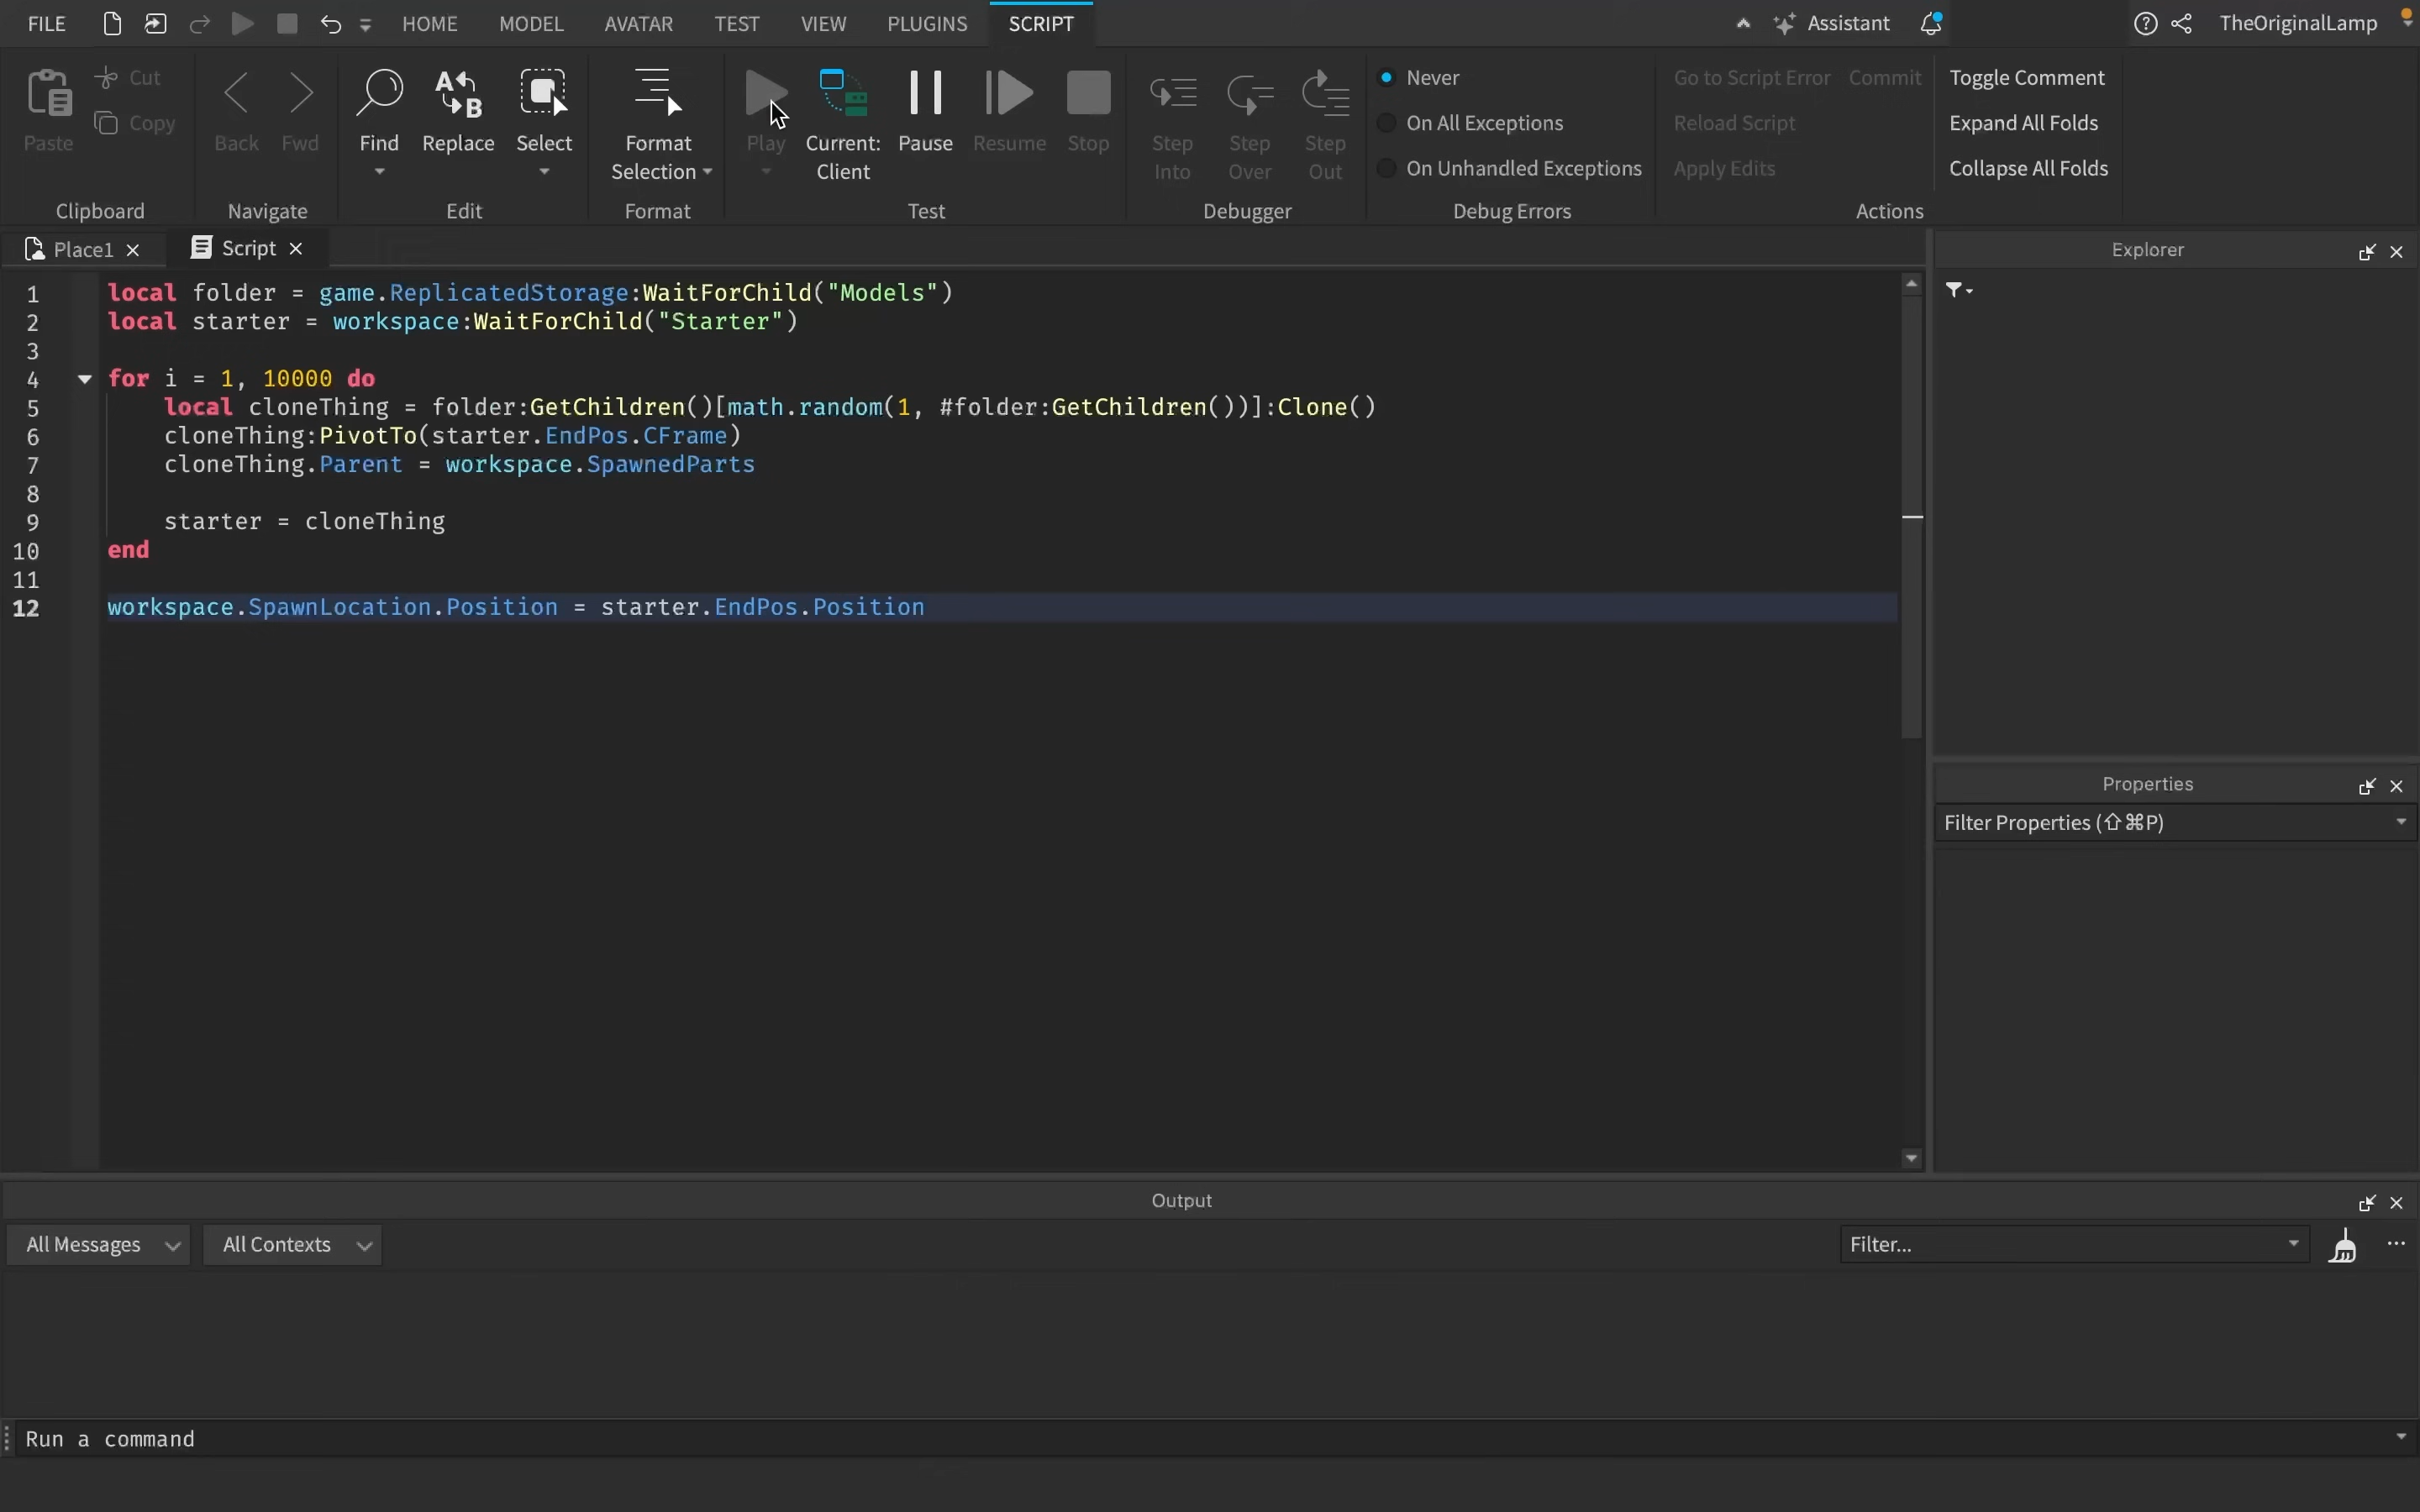 FILE HOME MODEL AVATAR TEST VIEW PLUGINS SCRIPT Assistant TheOriginalLamp
Paste Cut Copy
Clipboard
Back Fwd
Navigate
Find Replace Select
Edit
Format
Selection
Format
Play Current:
Client Pause Resume Stop
Test
Step
Into
Step
Over
Step
Out
Debugger
Never
On All Exceptions
On Unhandled Exceptions
Debug Errors
Go to Script Error Commit
Reload Script
Apply Edits
Toggle Comment
Expand All Folds
Collapse All Folds
Actions
Place1 Script
1 local folder = game.ReplicatedStorage:WaitForChild("Models")
2 local starter = workspace:WaitForChild("Starter")
3
4 for i = 1, 10000 do
5 local cloneThing = folder:GetChildren()[math.random(1, #folder:GetChildren())]:Clone()
6 cloneThing:PivotTo(starter.EndPos.CFrame)
7 cloneThing.Parent = workspace.SpawnedParts
8
9 starter = cloneThing
10 end
11
12 workspace.SpawnLocation.Position = starter.EndPos.Position
Explorer
Properties
Filter Properties (⇧⌘P)
Output
All Messages All Contexts Filter...
Run a command